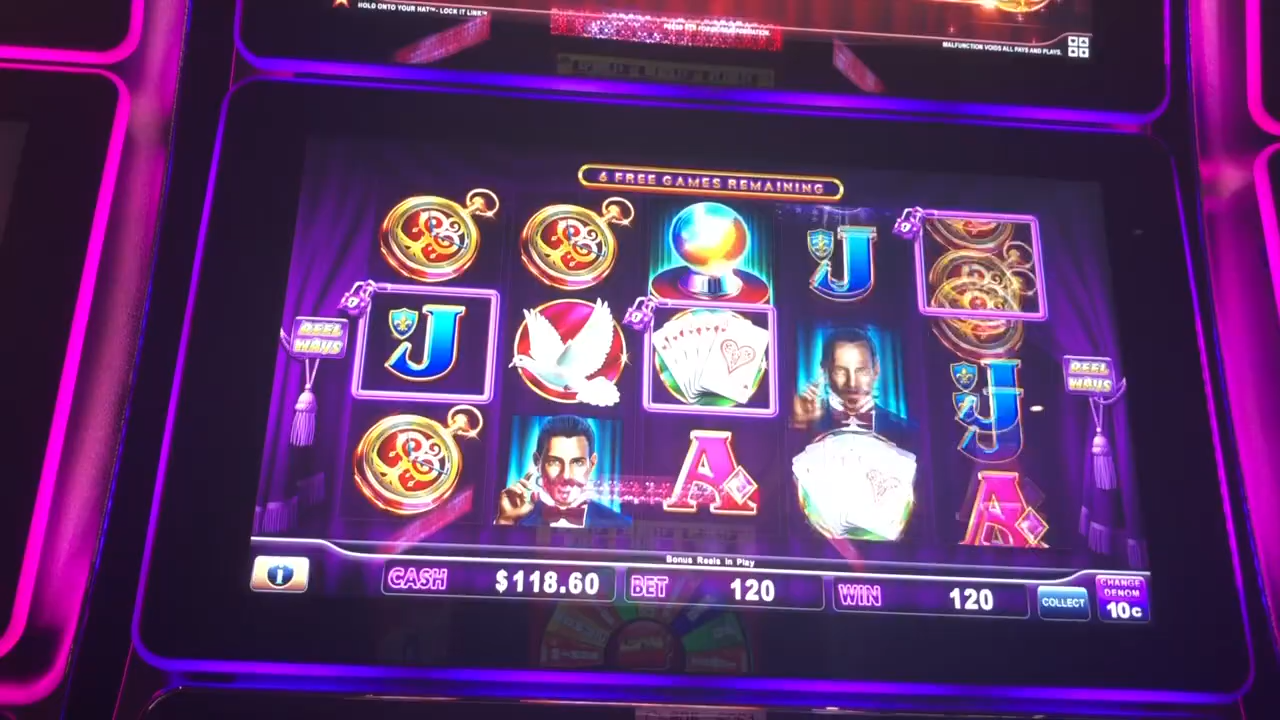 HOLD ONTO YOUR HAT™ - LOCK IT LINK™
MALFUNCTION VOIDS ALL PAYS AND PLAYS.
6 FREE GAMES REMAINING
J
J
REEL WAYS
REEL WAYS
J
A
A
Bonus Reels In Play
i
CASH $118.60 BET 120 WIN 120 COLLECT
CHANGE DENOM 10¢